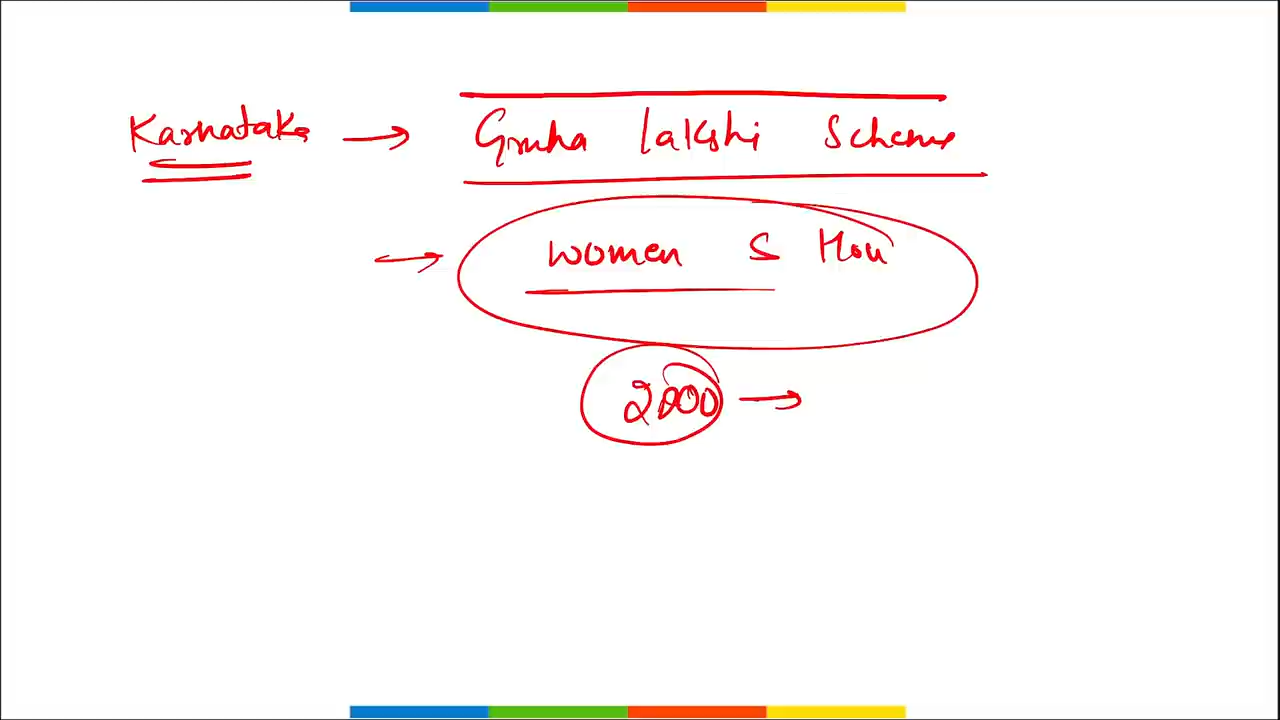 Karnataka → Gruha lakshi Scheme
→ women S Hou
2000 →